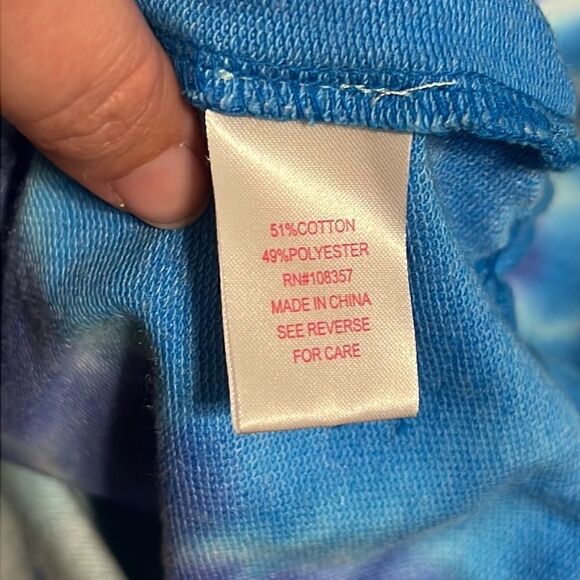 51%COTTON
49%POLYESTER
RN#108357
MADE IN CHINA
SEE REVERSE
FOR CARE